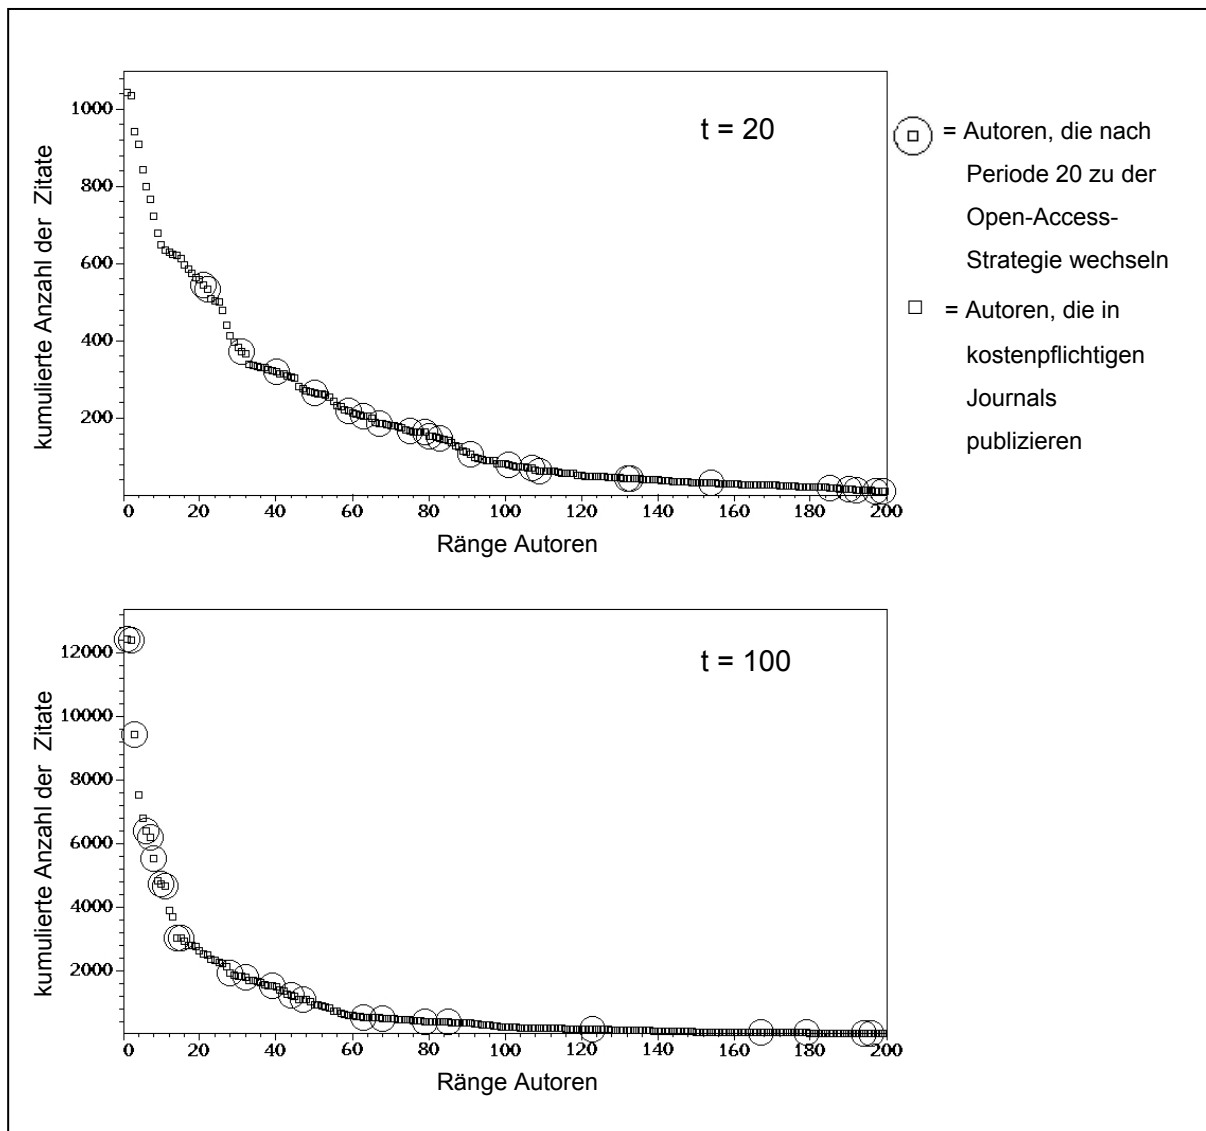 t = 20
kumulierte Anzahl der Zitate
1000
800
600
400
200
0 20 40 60 80 100 120 140 160 180 200
Ränge Autoren
= Autoren, die nach
Periode 20 zu der
Open-Access-
Strategie wechseln
= Autoren, die in
kostenpflichtigen
Journals
publizieren
t = 100
kumulierte Anzahl der Zitate
12000
10000
8000
6000
4000
2000
0 20 40 60 80 100 120 140 160 180 200
Ränge Autoren